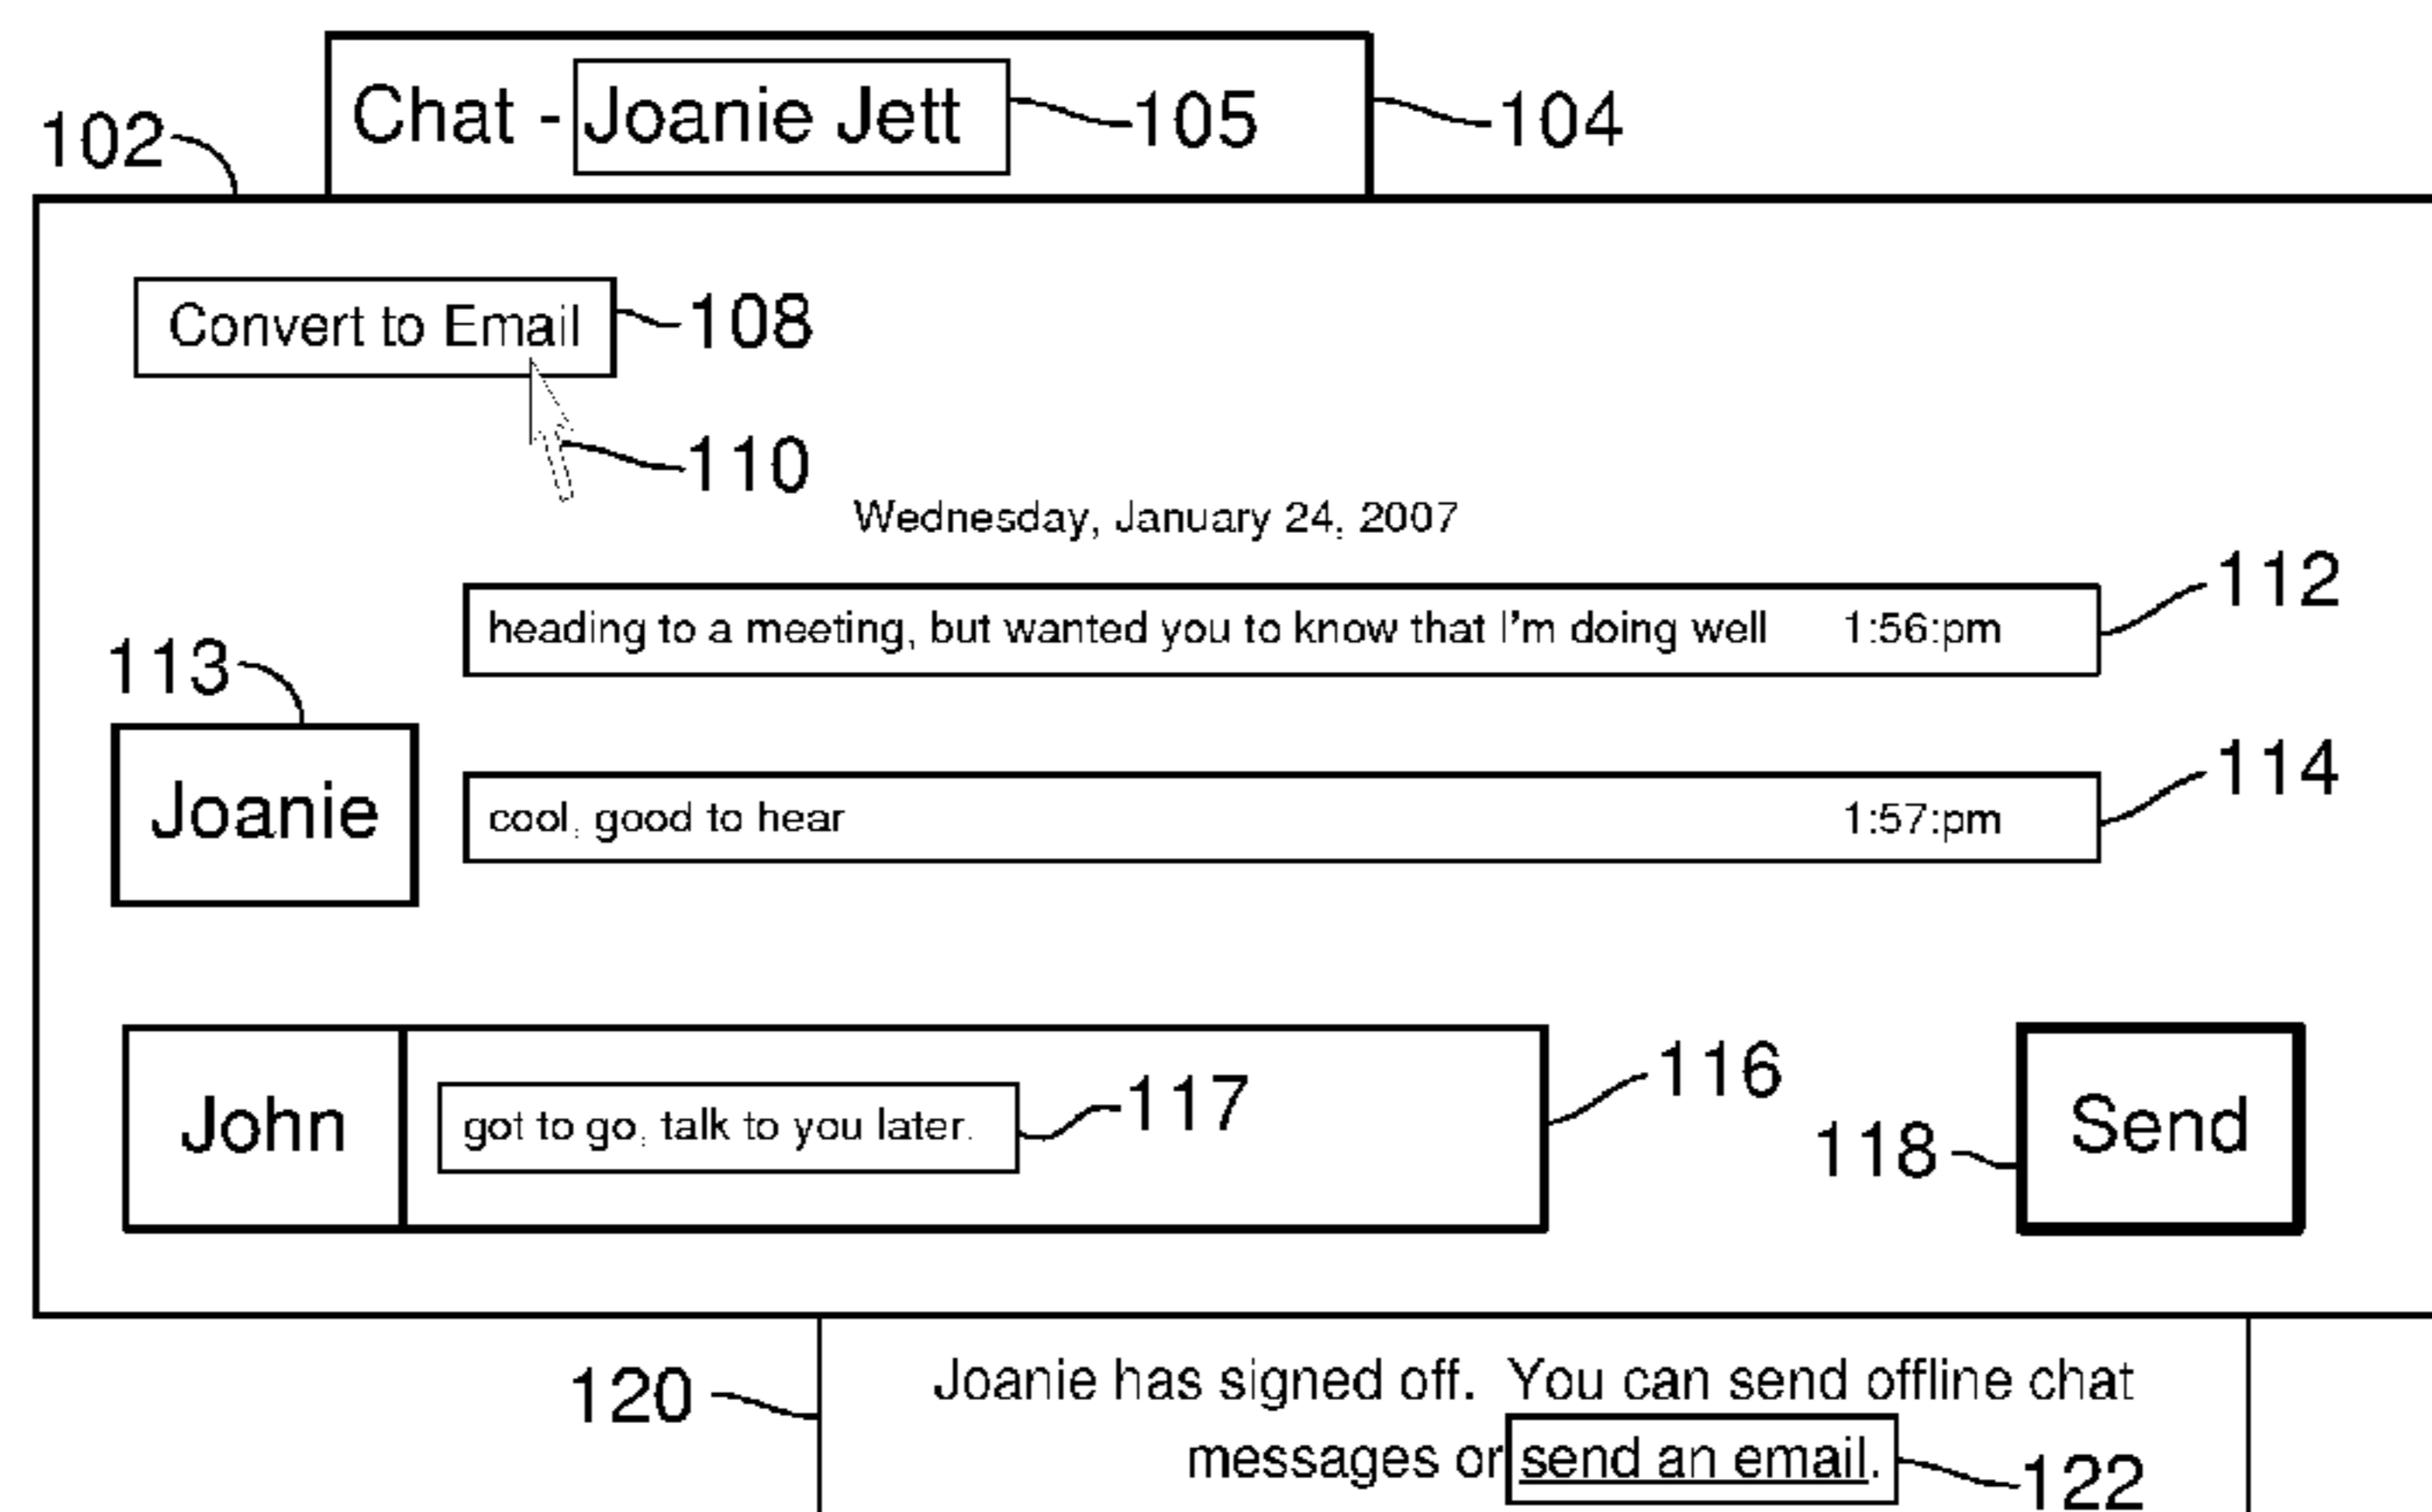 Chat - Joanie Jett 105 104
102
Convert to Email 108
110
Wednesday, January 24, 2007
heading to a meeting, but wanted you to know that I'm doing well 1:56:pm 112
113
Joanie
cool, good to hear 1:57:pm 114
John got to go, talk to you later. 117 116
118 Send
120 Joanie has signed off. You can send offline chat
messages or send an email. 122